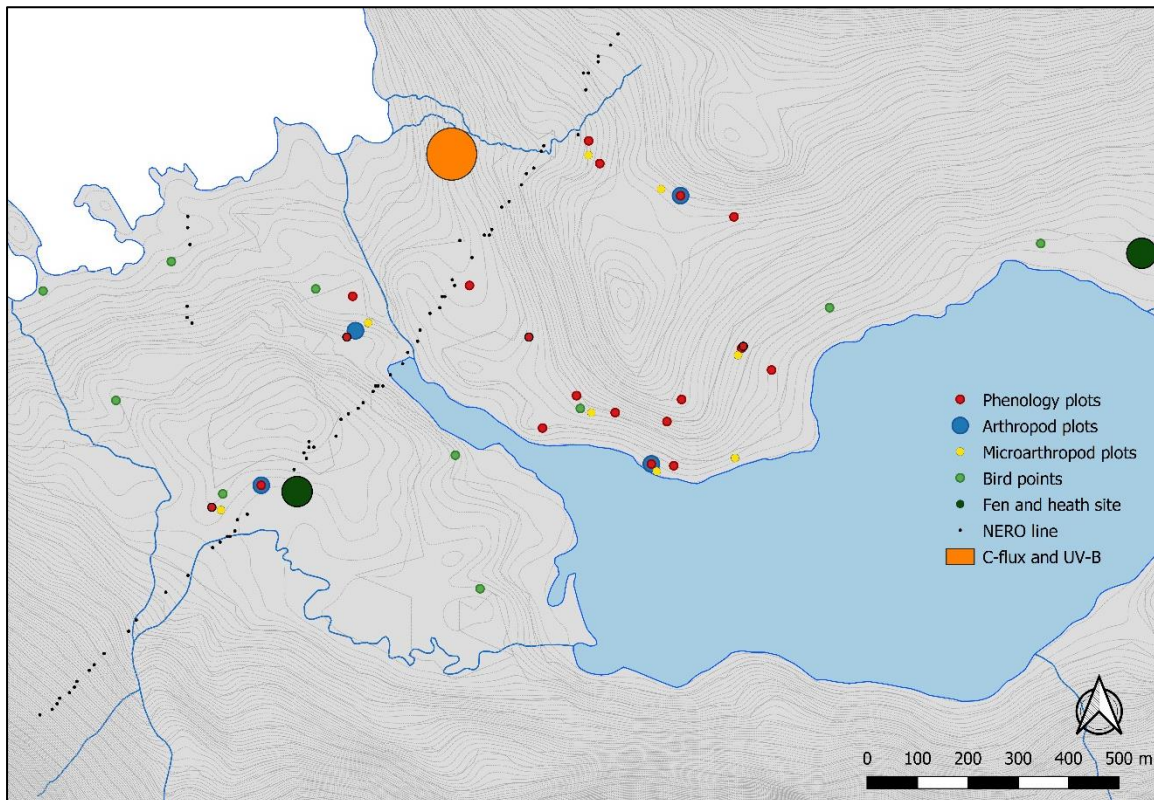 Phenology plots
Arthropod plots
Microarthropod plots
Bird points
Fen and heath site
NERO line
C-flux and UV-B
0 100 200 300 400 500 m